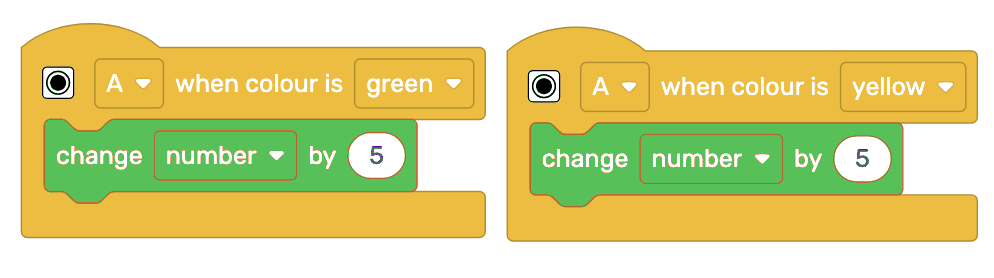 A when colour is green
change number by 5
A when colour is yellow
change number by 5